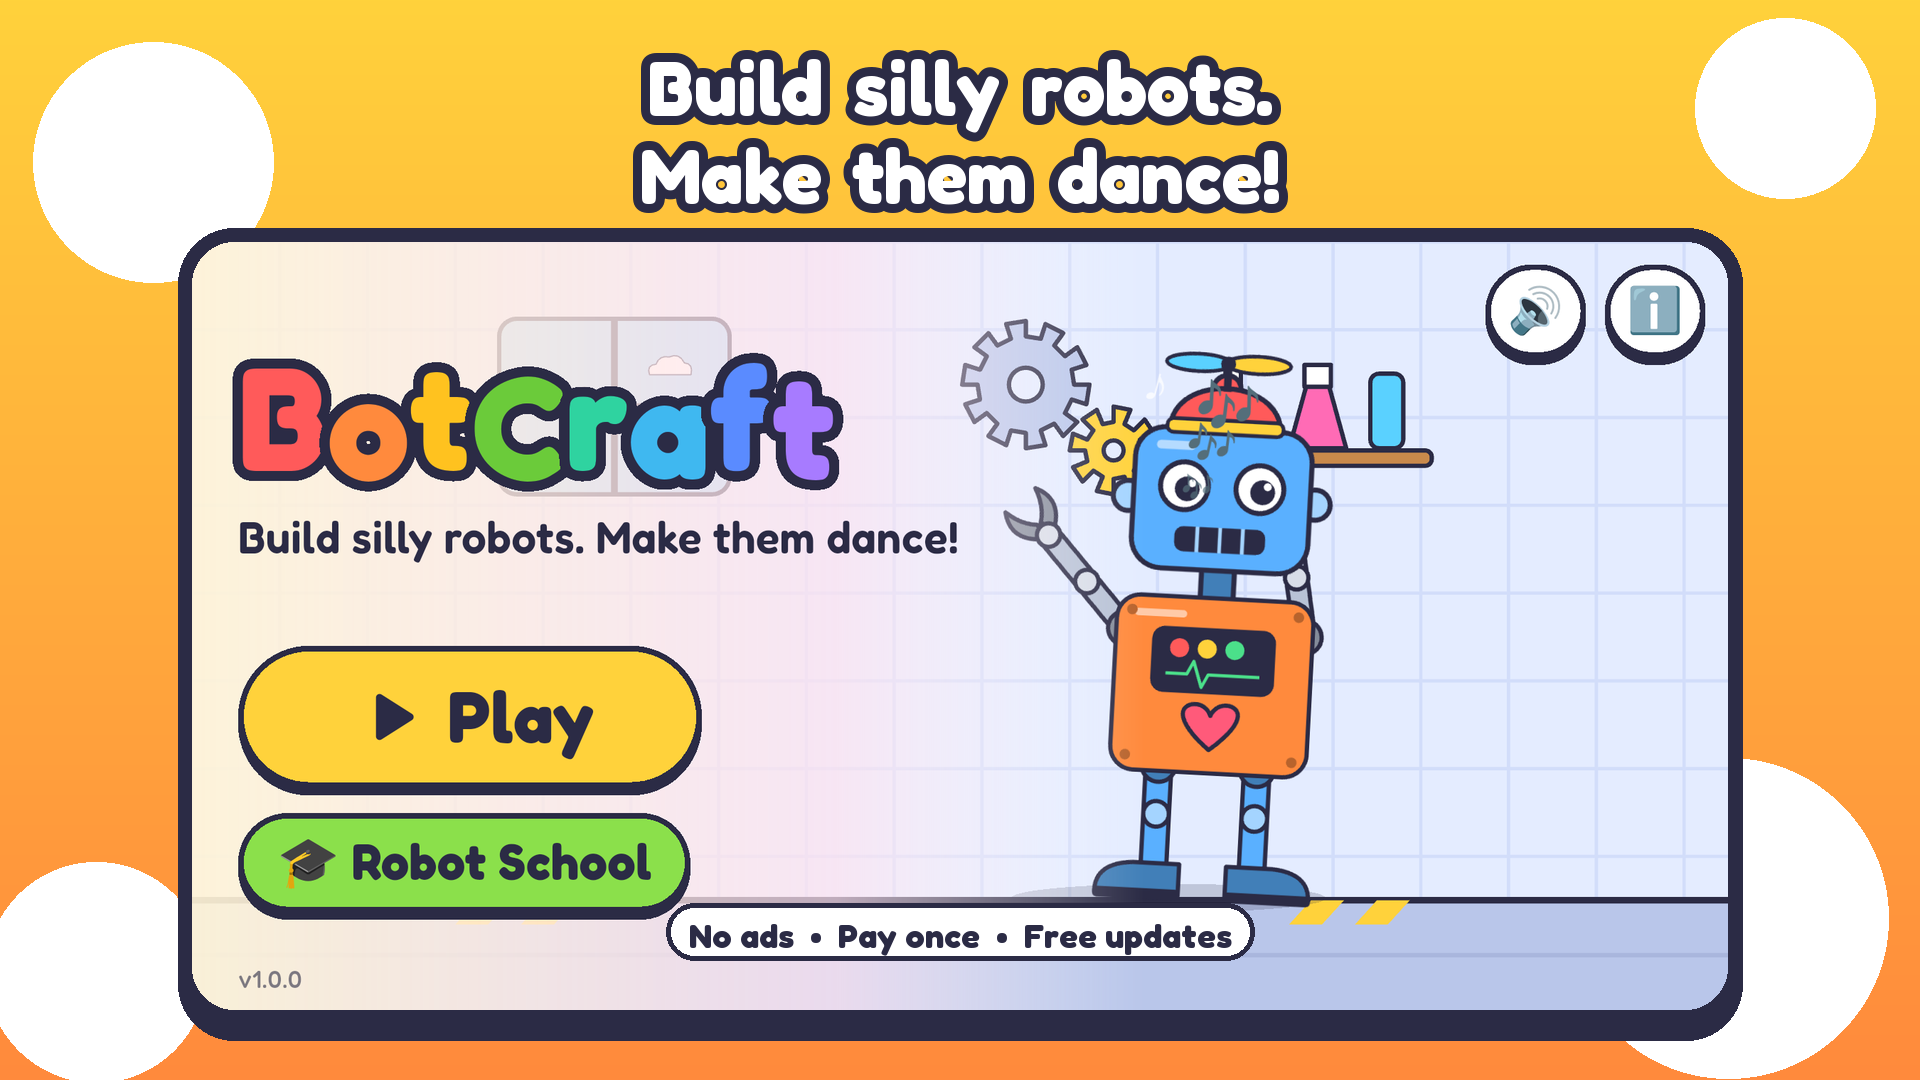 Build silly robots.
Make them dance!
BotCraft
Build silly robots. Make them dance!
Play
Robot School
No ads • Pay once • Free updates
v1.0.0